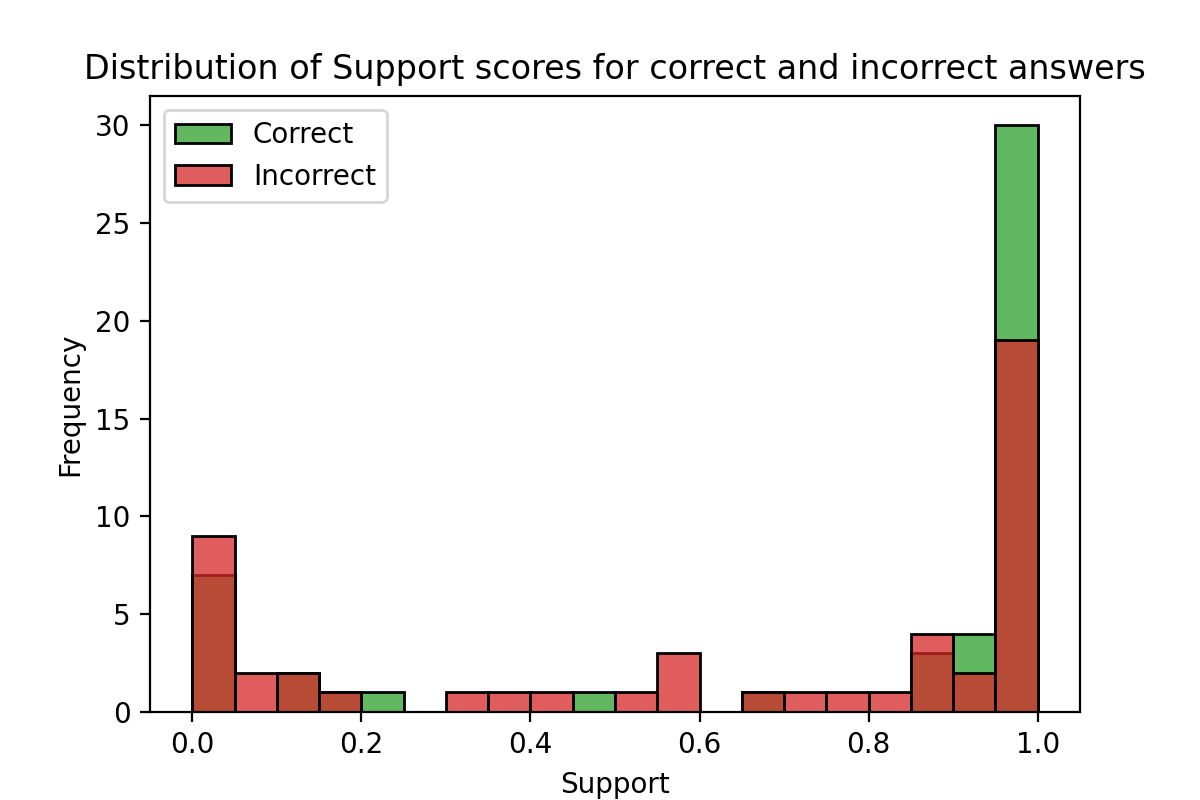 Distribution of Support scores for correct and incorrect answers
Correct
Incorrect
30
25
20
15
10
5
0
Frequency
0.0 0.2 0.4 0.6 0.8 1.0
Support